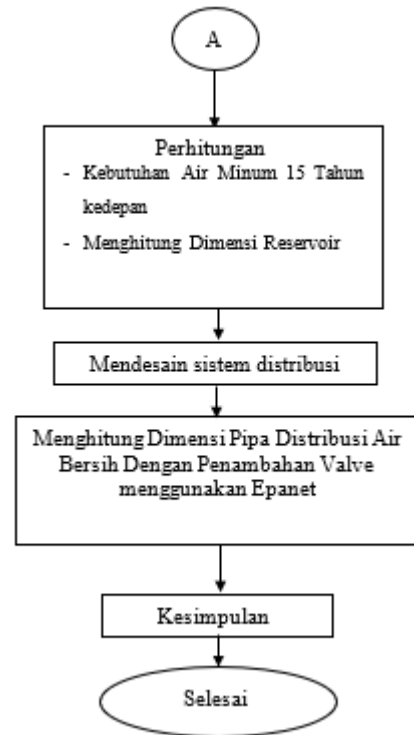 A
Perhitungan
- Kebutuhan Air Minum 15 Tahun
kedepan
- Menghitung Dimensi Reservoir
Mendesain sistem distribusi
Menghitung Dimensi Pipa Distribusi Air
Bersih Dengan Penambahan Valve
menggunakan Epanet
Kesimpulan
Selesai